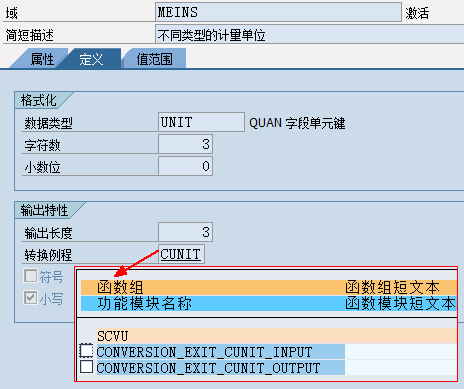 域 MEINS 激活
简短描述 不同类型的计量单位
属性 定义 值范围
格式化
数据类型 UNIT QUAN 字段单元键
字符数 3
小数位 0
输出特性
输出长度 3
转换例程 CUNIT
符号
小写
函数组 函数组短文本
功能模块名称 函数模块短文本
SCVU
CONVERSION_EXIT_CUNIT_INPUT
CONVERSION_EXIT_CUNIT_OUTPUT